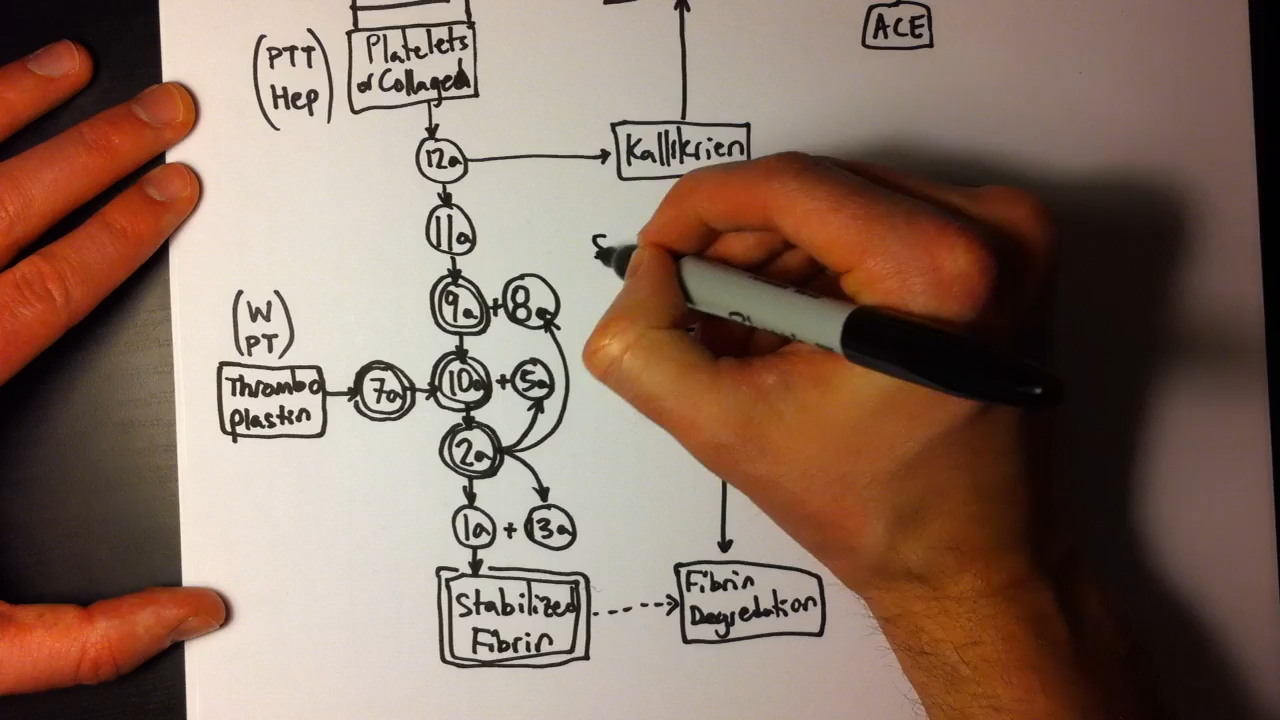 ACE
(PTT
Hep)
Platelets
or Collaged
12a
Kallikrien
11a
9a + 8a
(W
PT)
Thrombo
plastin
7a
10a + 5a
2a
1a + 13a
Stabilized
Fibrin
Fibrin
Degredation